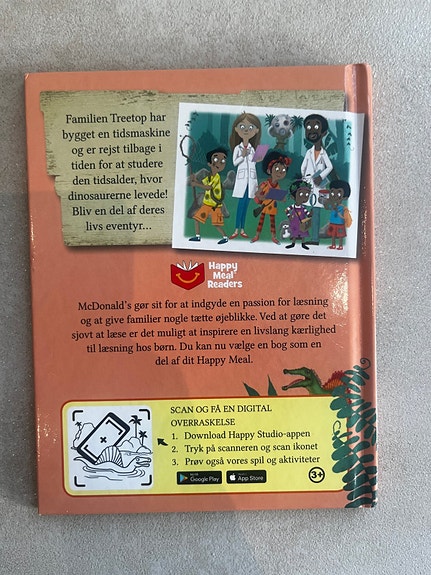 Familien Treetop har
bygget en tidsmaskine
og er rejst tilbage i
tiden for at studere
den tidsalder, hvor
dinosaurerne levede!
Bliv en del af deres
livs eventyr...
Happy
Meal
Readers
McDonald's gør sit for at indgyde en passion for læsning
og at give familier nogle tætte øjeblikke. Ved at gøre det
sjovt at læse er det muligt at inspirere en livslang kærlighed
til læsning hos børn. Du kan nu vælge en bog som en
del af dit Happy Meal.
SCAN OG FÅ EN DIGITAL
OVERRASKELSE
1. Download Happy Studio-appen
2. Tryk på scanneren og scan ikonet
3. Prøv også vores spil og aktiviteter
Google Play
App Store
3+